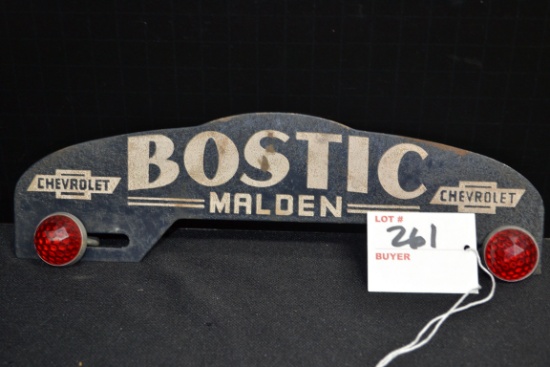 BOSTIC
CHEVROLET
MALDEN
CHEVROLET
LOT #
261
BUYER